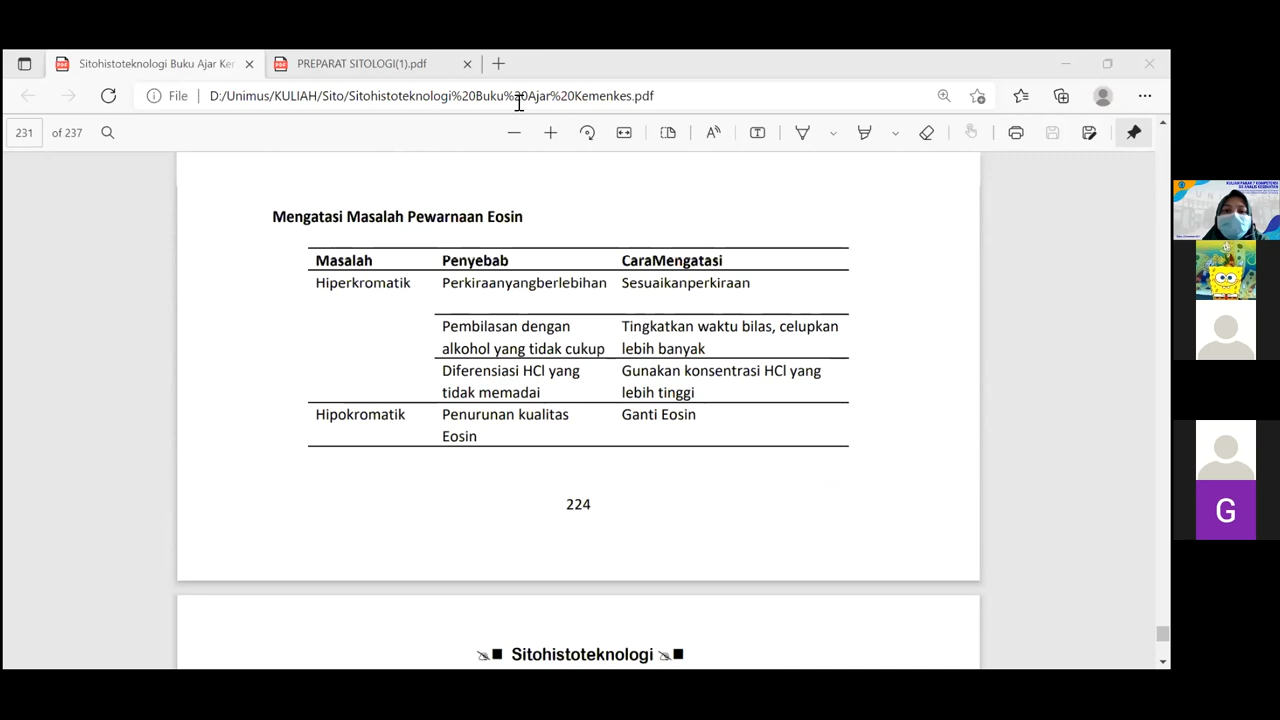 Sitohistoteknologi Buku Ajar Ker
PREPARAT SITOLOGI(1).pdf
File
D:/Unimus/KULIAH/Sito/Sitohistoteknologi%20Buku%20Ajar%20Kemenkes.pdf
231 of 237
Mengatasi Masalah Pewarnaan Eosin
Masalah Penyebab CaraMengatasi
Hiperkromatik Perkiraanyangberlebihan Sesuaikanperkiraan
Pembilasan dengan Tingkatkan waktu bilas, celupkan
alkohol yang tidak cukup lebih banyak
Diferensiasi HCl yang Gunakan konsentrasi HCl yang
tidak memadai lebih tinggi
Hipokromatik Penurunan kualitas Ganti Eosin
Eosin
224
Sitohistoteknologi
G